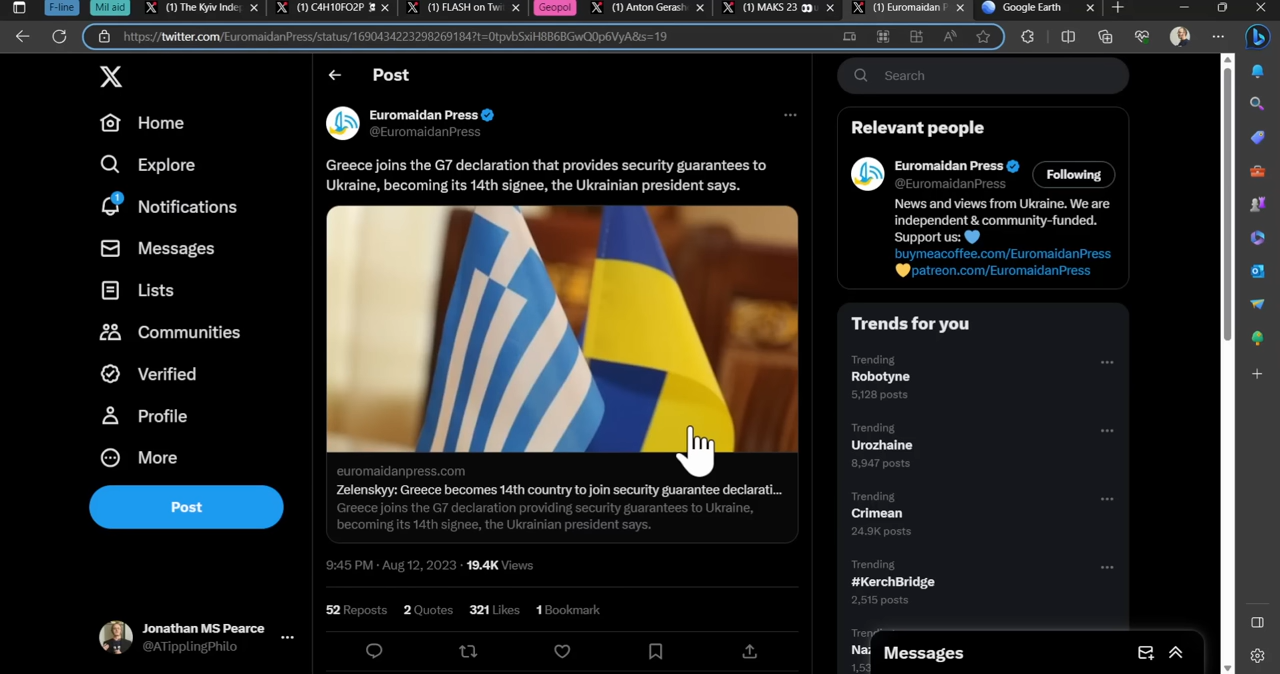 F-line
Mil aid
(1) The Kyiv Inde
(1) C4H10FO2P
(1) FLASH on Tw
Geopol
(1) Anton Gerash
(1) MAKS 23
(1) Euromaidan P
Google Earth
https://twitter.com/EuromaidanPress/status/1690434223298269184?t=0tpvbSxiH8B6BGwQ0p6VyA&s=19
Home
Explore
1
Notifications
Messages
Lists
Communities
Verified
Profile
More
Post
Jonathan MS Pearce
@ATipplingPhilo
Post
Euromaidan Press
@EuromaidanPress
Greece joins the G7 declaration that provides security guarantees to
Ukraine, becoming its 14th signee, the Ukrainian president says.
euromaidanpress.com
Zelenskyy: Greece becomes 14th country to join security guarantee declarati...
Greece joins the G7 declaration providing security guarantees to Ukraine,
becoming its 14th signee, the Ukrainian president says.
9:45 PM · Aug 12, 2023 · 19.4K Views
52 Reposts 2 Quotes 321 Likes 1 Bookmark
Search
Relevant people
Euromaidan Press
@EuromaidanPress
Following
News and views from Ukraine. We are
independent & community-funded.
Support us:
buymeacoffee.com/EuromaidanPress
patreon.com/EuromaidanPress
Trends for you
Trending
Robotyne
5,128 posts
Trending
Urozhaine
8,947 posts
Trending
Crimean
24.9K posts
Trending
#KerchBridge
2,515 posts
Messages